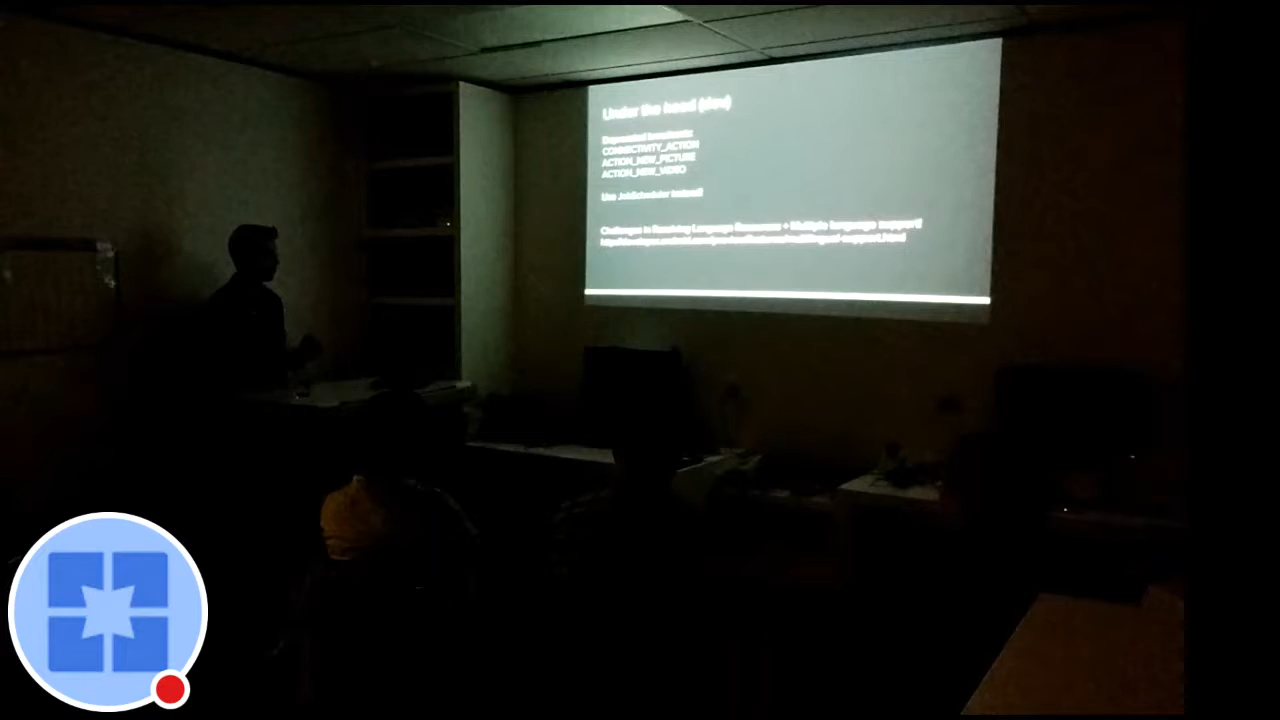 Under the hood (dev)
Deprecated broadcasts:
CONNECTIVITY_ACTION
ACTION_NEW_PICTURE
ACTION_NEW_VIDEO
Use JobScheduler instead!
Challenges in Resolving Language Resources + Multiple language support